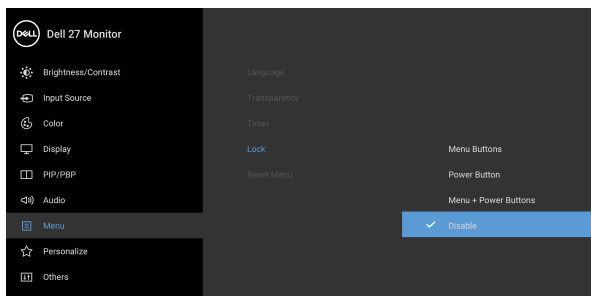 DELL Dell 27 Monitor
Brightness/Contrast
Input Source
Color
Display
PIP/PBP
Audio
Menu
Personalize
Others
Language
Transparency
Timer
Lock
Reset Menu
Menu Buttons
Power Button
Menu + Power Buttons
Disable